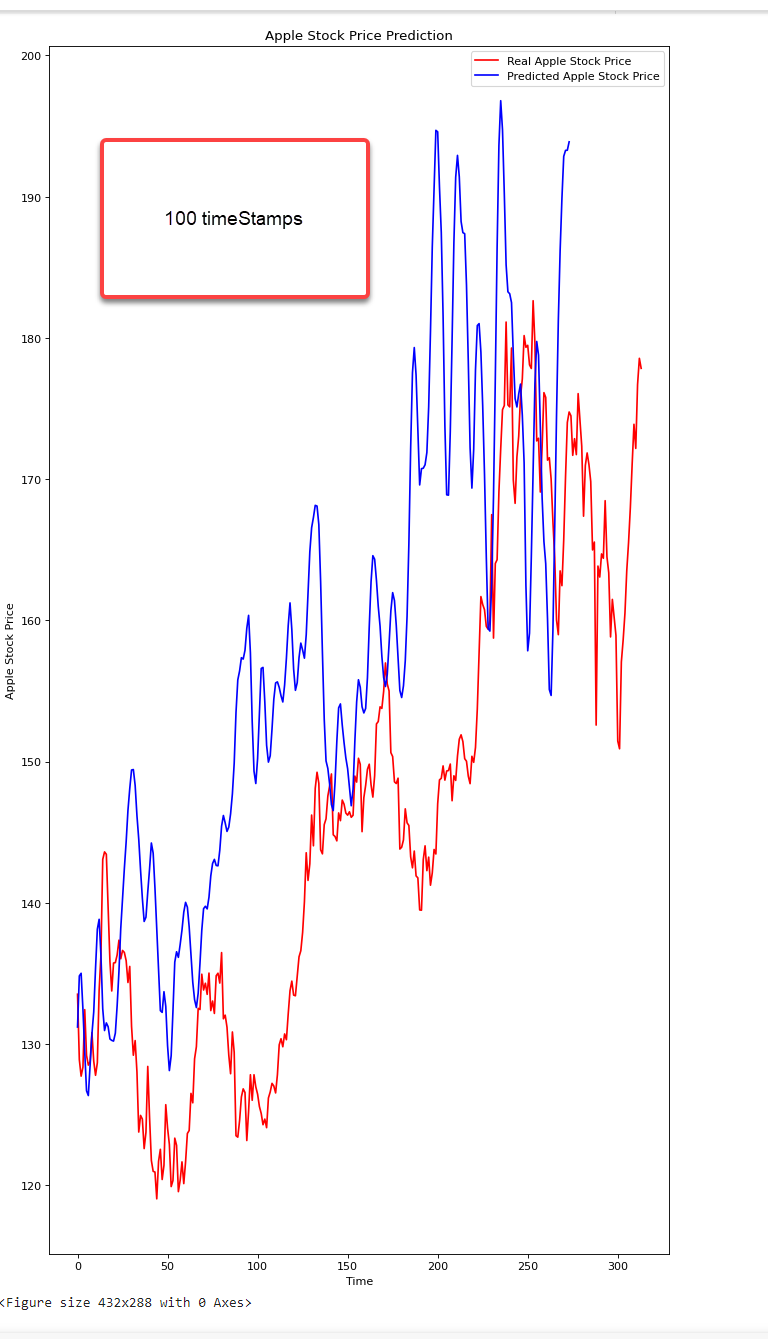 Apple Stock Price Prediction
Real Apple Stock Price
Predicted Apple Stock Price
100 timeStamps
200
190
180
170
160
150
140
130
120
Apple Stock Price
0 50 100 150 200 250 300
Time
<Figure size 432x288 with 0 Axes>